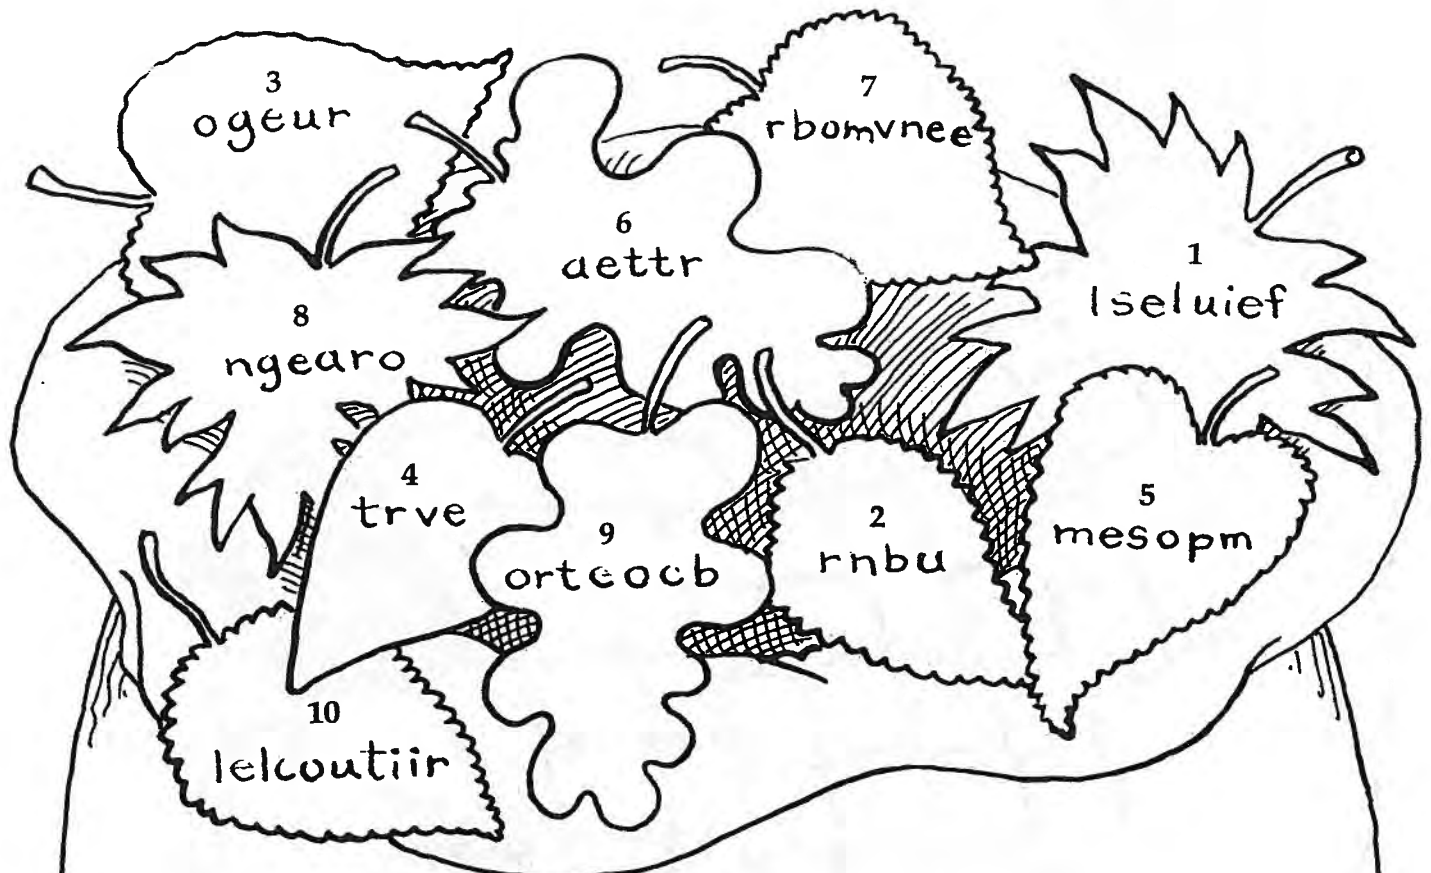 3
ogeur
7
rbomvnee
6
aettr
1
lseluief
8
ngearo
4
trve
5
mesopm
2
rnbu
9
ortcocb
10
lelcoutiir